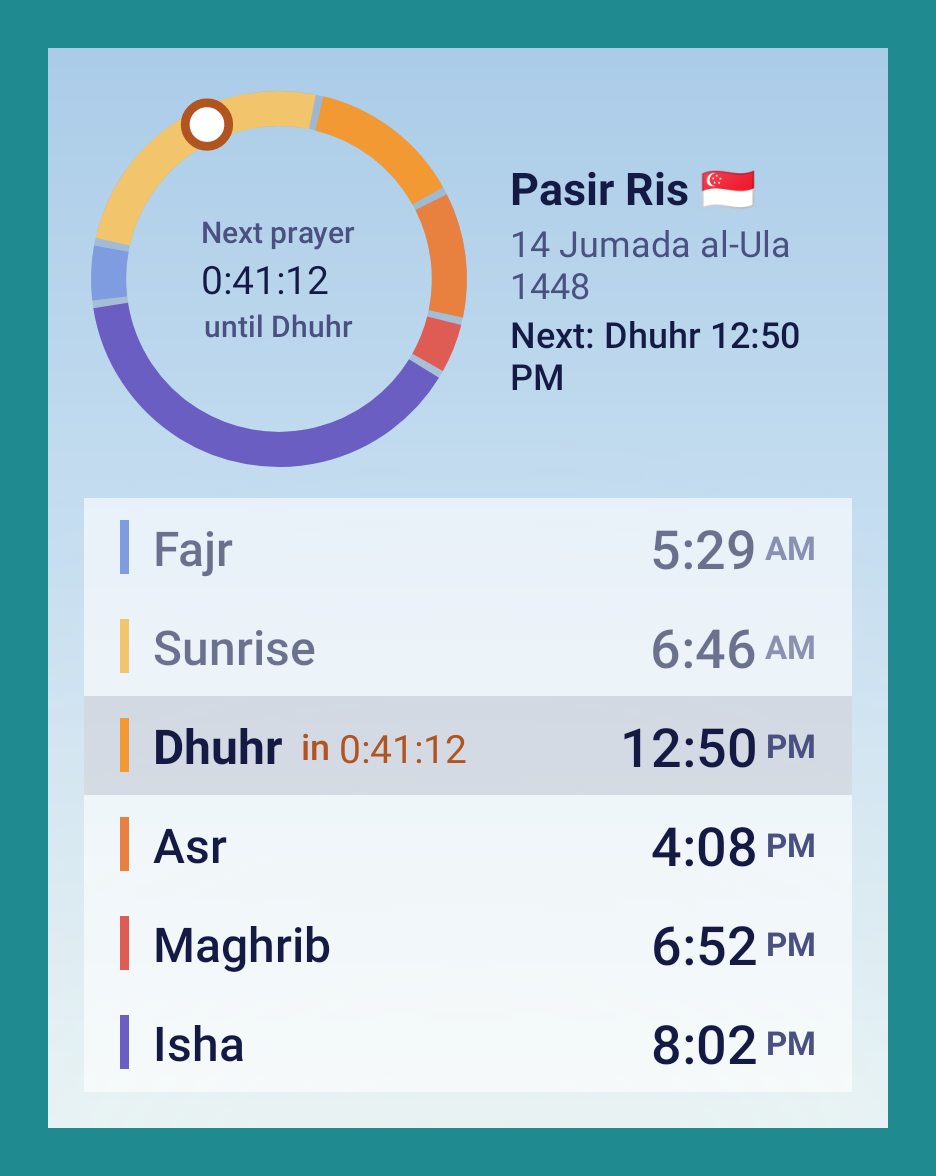 Next prayer
0:41:12
until Dhuhr
Pasir Ris 🇸🇬
14 Jumada al-Ula
1448
Next: Dhuhr 12:50
PM
Fajr 5:29 AM
Sunrise 6:46 AM
Dhuhr in 0:41:12 12:50 PM
Asr 4:08 PM
Maghrib 6:52 PM
Isha 8:02 PM